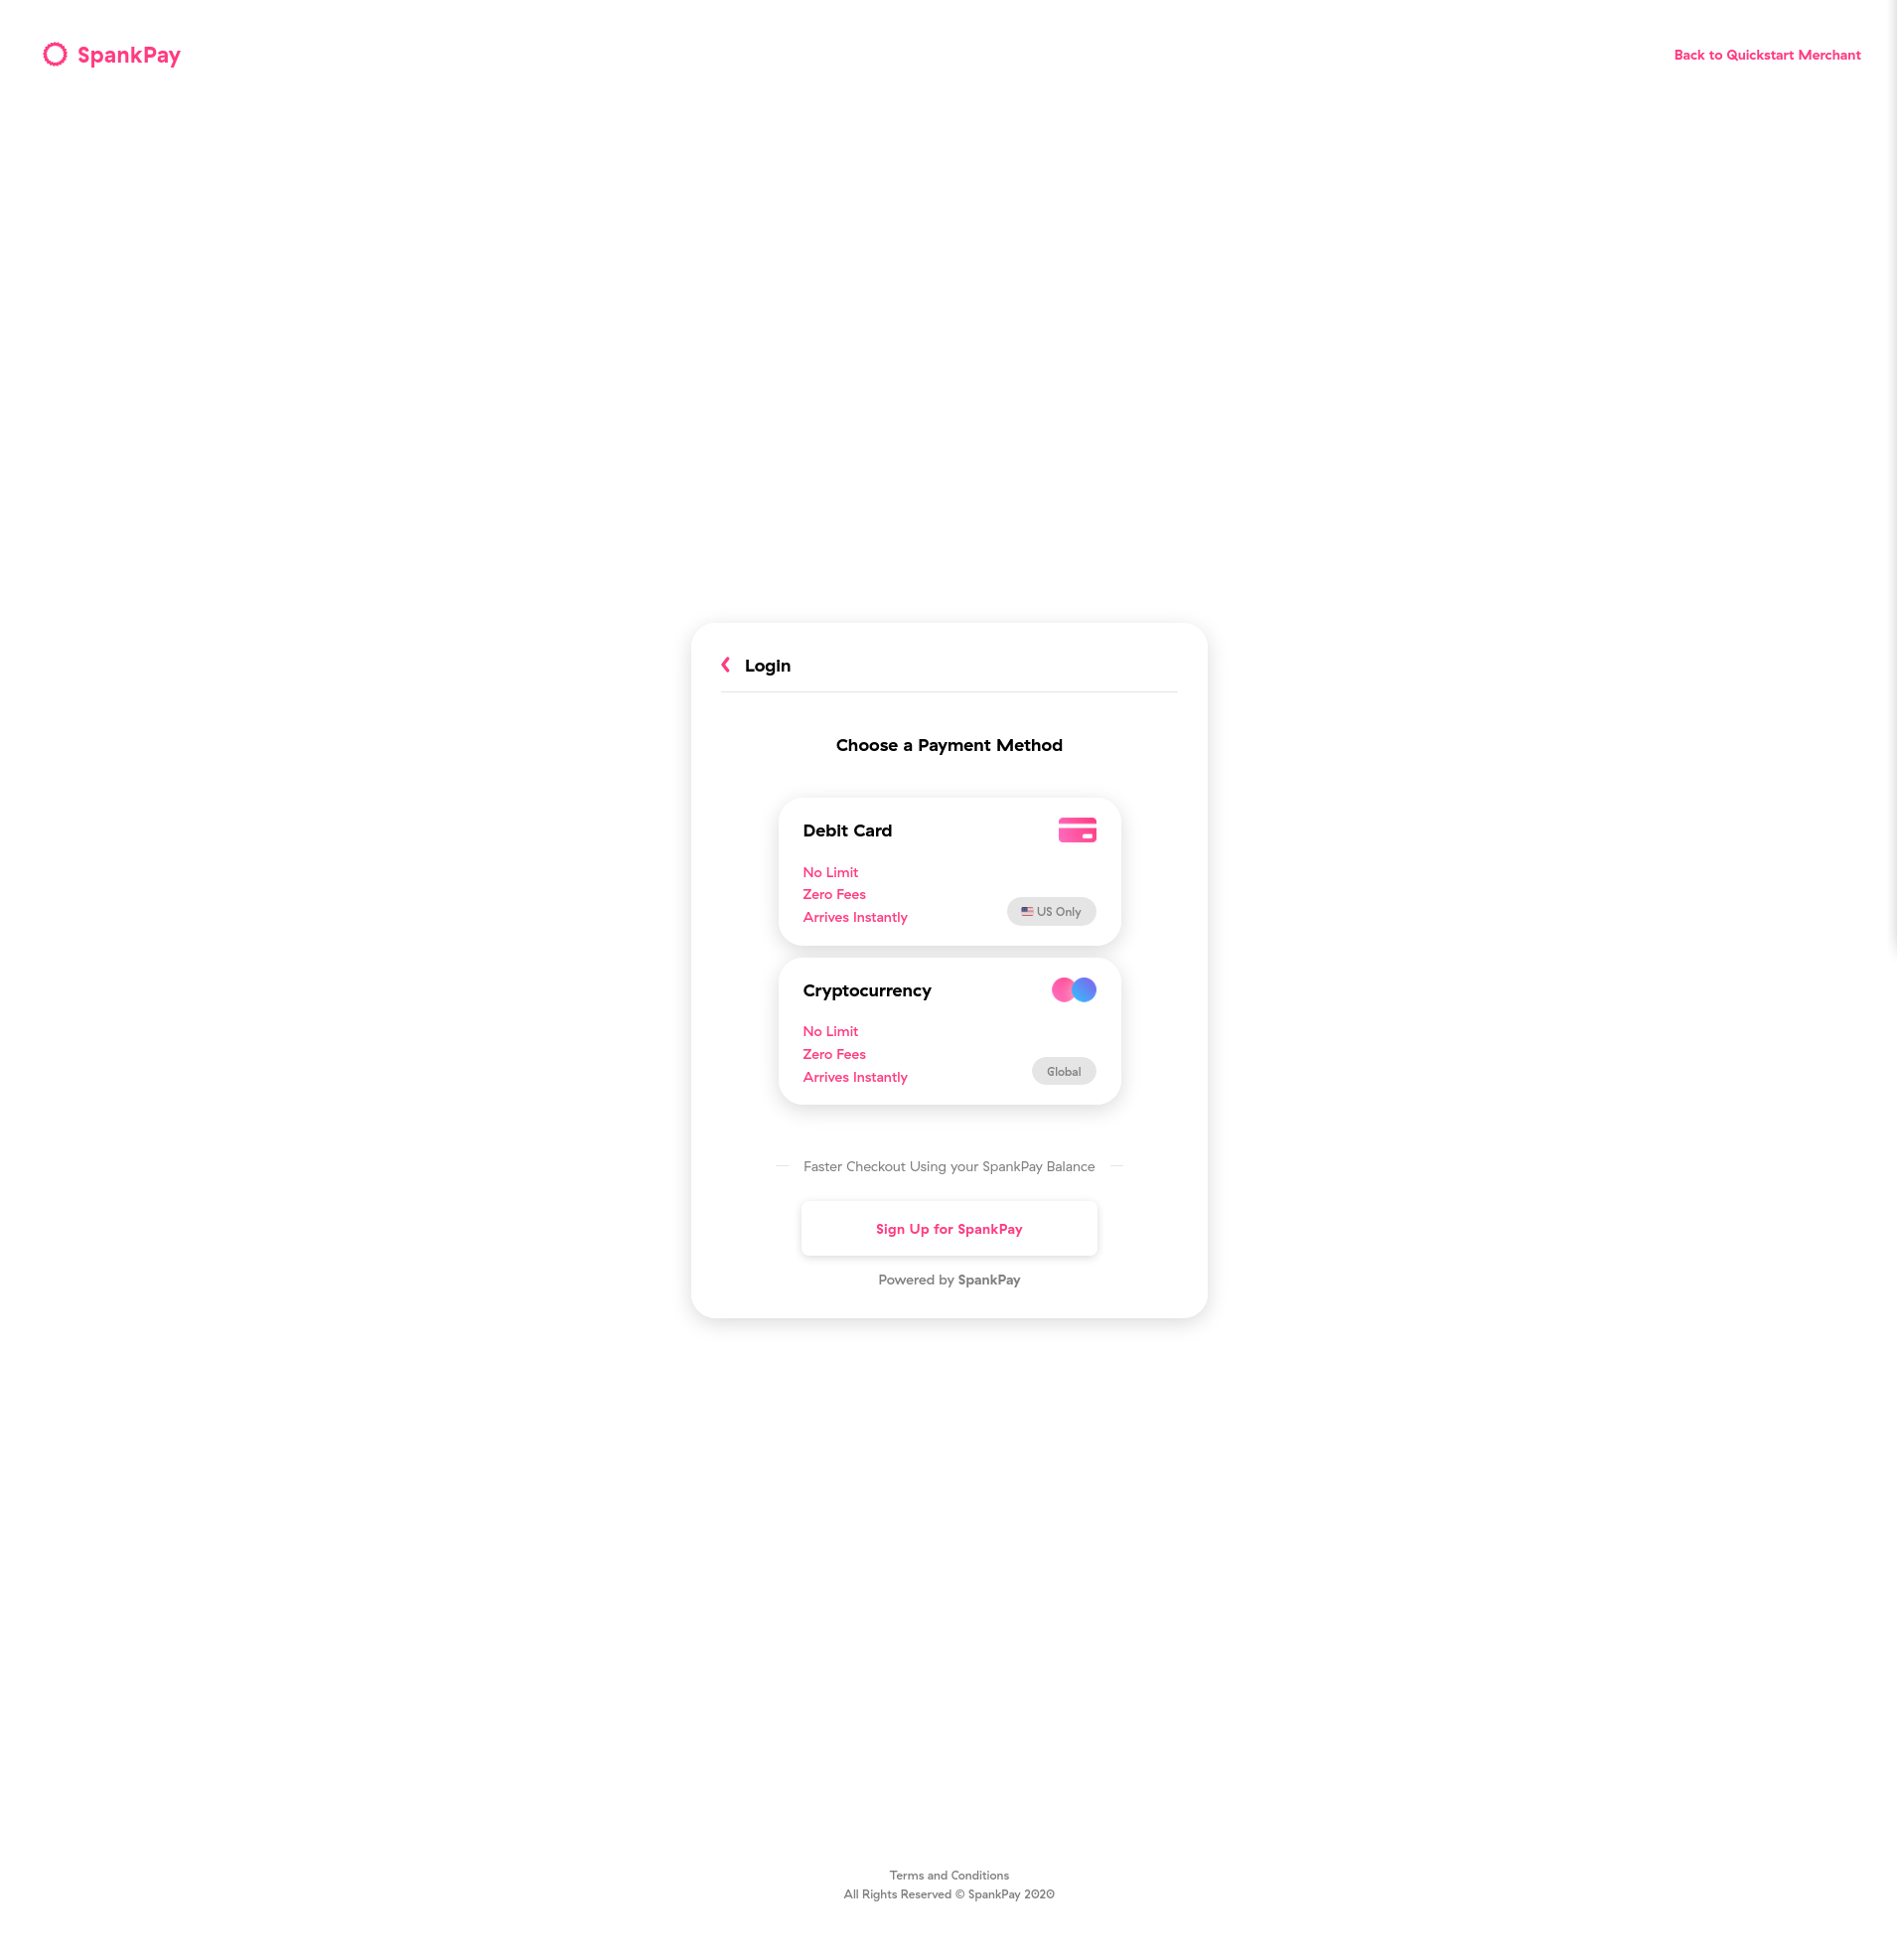 SpankPay
Back to Quickstart Merchant
Login
Choose a Payment Method
Debit Card
No Limit
Zero Fees
Arrives Instantly
US Only
Cryptocurrency
No Limit
Zero Fees
Arrives Instantly
Global
Faster Checkout Using your SpankPay Balance
Sign Up for SpankPay
Powered by SpankPay
Terms and Conditions
All Rights Reserved © SpankPay 2020